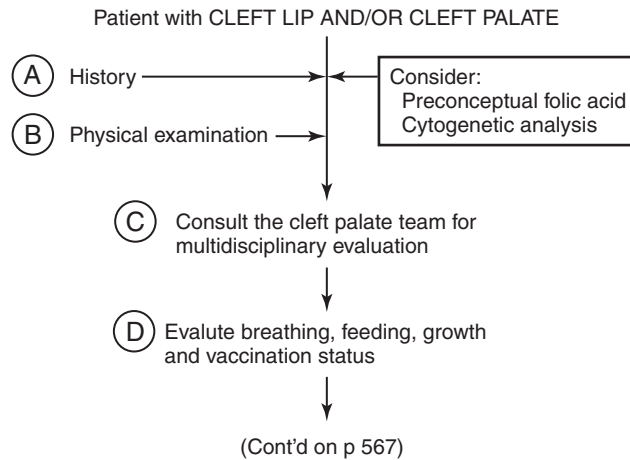 Patient with CLEFT LIP AND/OR CLEFT PALATE
A History
Consider:
Preconceptual folic acid
Cytogenetic analysis
B Physical examination
C Consult the cleft palate team for
multidisciplinary evaluation
D Evalute breathing, feeding, growth
and vaccination status
(Cont'd on p 567)